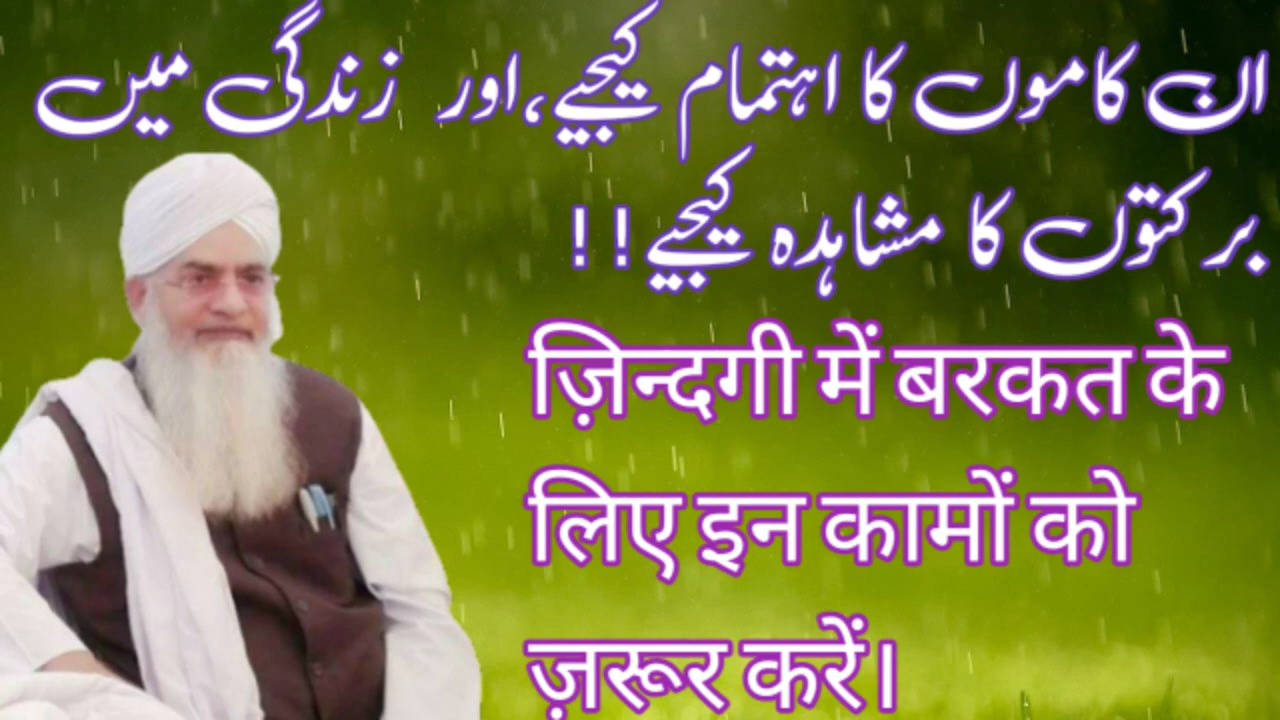 ان کاموں کا اہتمام کیجیے،اور زندگی میں
برکتوں کا مشاہدہ کیجیے!!
ज़िन्दगी में बरकत के
लिए इन कामों को
ज़रूर करें।